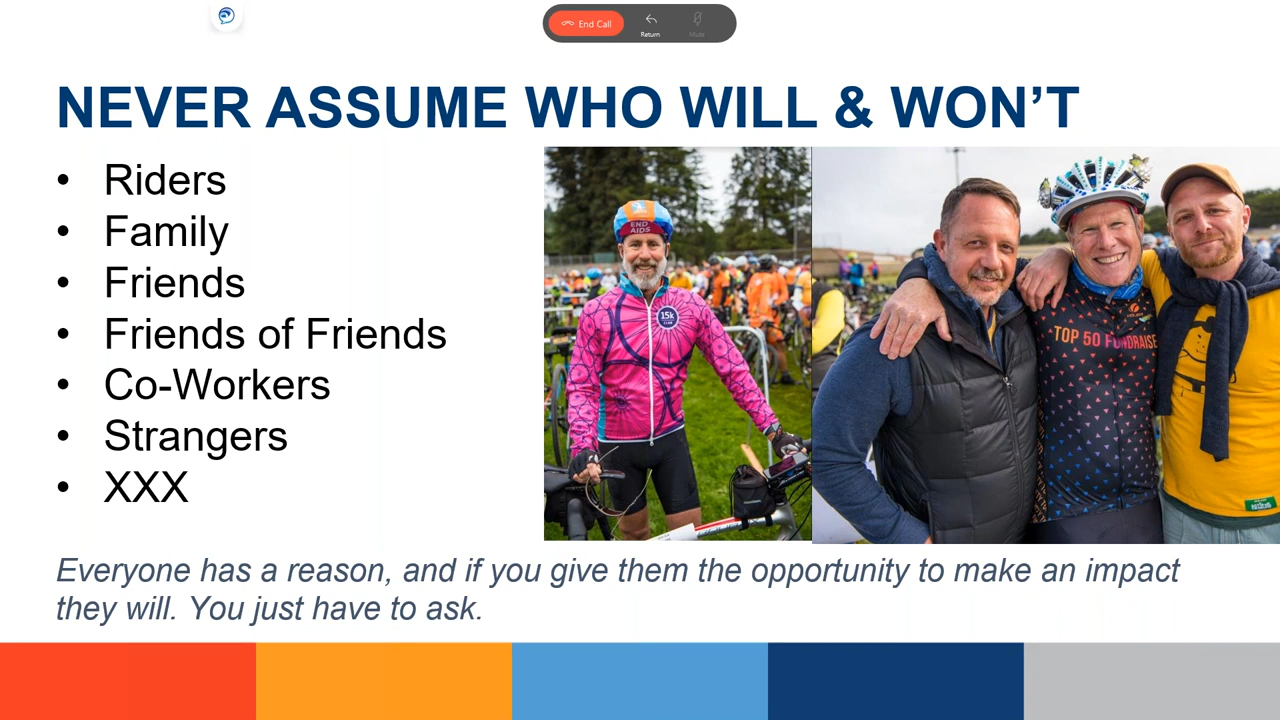 End Call
Return
Mute
NEVER ASSUME WHO WILL & WON’T
• Riders
• Family
• Friends
• Friends of Friends
• Co-Workers
• Strangers
• XXX
END
AIDS
15k
TOP 50 FUNDRAISE
Everyone has a reason, and if you give them the opportunity to make an impact
they will. You just have to ask.